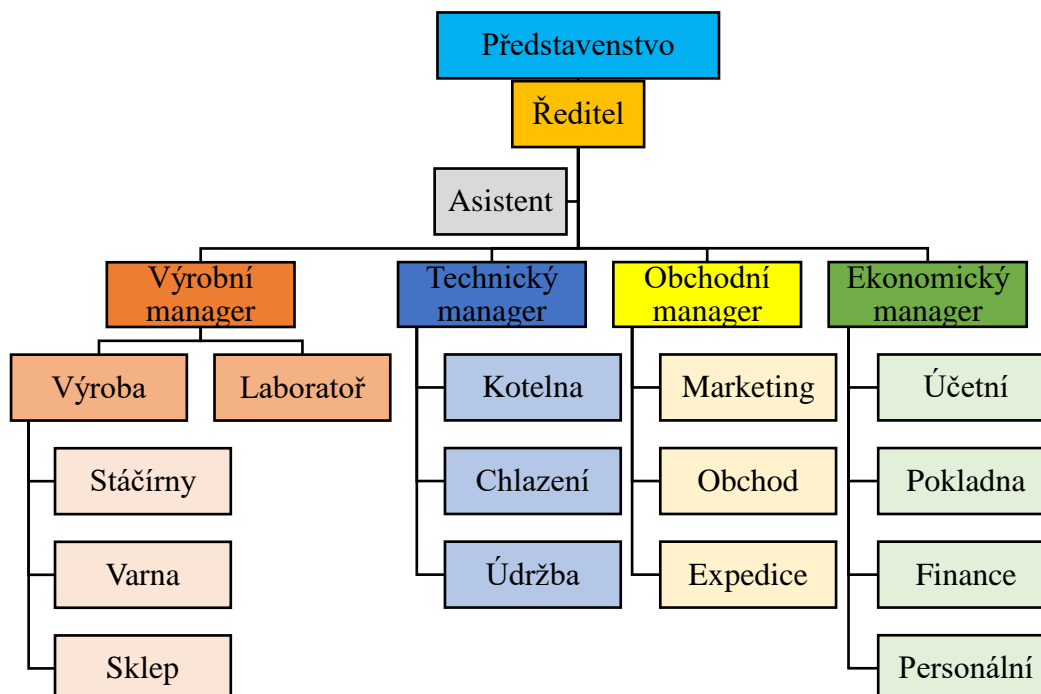 Představenstvo
Ředitel
Asistent
Výrobní
manager
Technický
manager
Obchodní
manager
Ekonomický
manager
Výroba
Laboratoř
Kotelna
Marketing
Účetní
Stáčírny
Chlazení
Obchod
Pokladna
Varna
Údržba
Expedice
Finance
Sklep
Personální